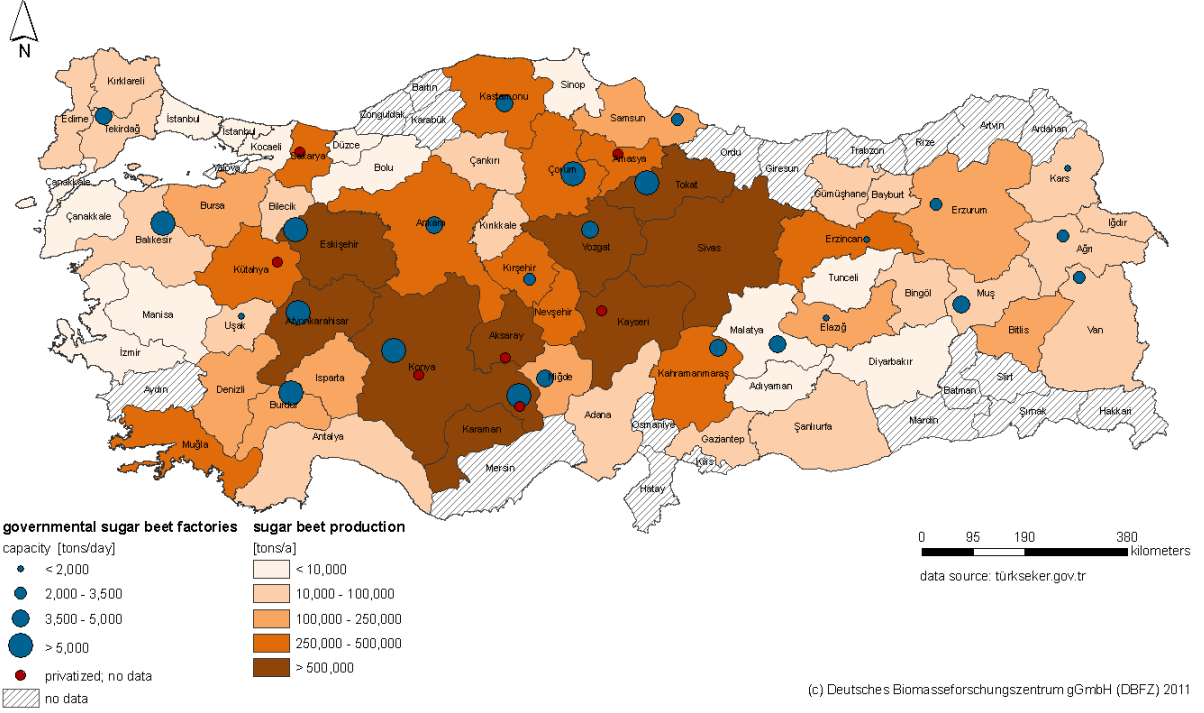 N
Kırklareli
Edirne
Tekirdağ
İstanbul
İstanbul
Kocaeli
Yalova
Sakarya
Düzce
Bolu
Zonguldak
Bartın
Karabük
Kastamonu
Sinop
Samsun
Çankırı
Çorum
Amasya
Tokat
Ordu
Giresun
Trabzon
Rize
Artvin
Ardahan
Kars
Gümüşhane
Bayburt
Erzurum
Iğdır
Ağrı
Çanakkale
Çanakkale
Balıkesir
Bursa
Bilecik
Eskişehir
Kütahya
Ankara
Kırıkkale
Kırşehir
Yozgat
Sivas
Erzincan
Tunceli
Bingöl
Muş
Bitlis
Van
Manisa
Uşak
Afyonkarahisar
İzmir
Aydın
Denizli
Isparta
Burdur
Muğla
Antalya
Konya
Aksaray
Nevşehir
Niğde
Kayseri
Karaman
Mersin
Adana
Kahramanmaraş
Osmaniye
Malatya
Elazığ
Adıyaman
Diyarbakır
Gaziantep
Kilis
Hatay
Şanlıurfa
Mardin
Batman
Siirt
Şırnak
Hakkari
governmental sugar beet factories
capacity [tons/day]
< 2,000
2,000 - 3,500
3,500 - 5,000
> 5,000
privatized; no data
no data
sugar beet production
[tons/a]
< 10,000
10,000 - 100,000
100,000 - 250,000
250,000 - 500,000
> 500,000
0 95 190 380
kilometers
data source: türkseker.gov.tr
(c) Deutsches Biomasseforschungszentrum gGmbH (DBFZ) 2011